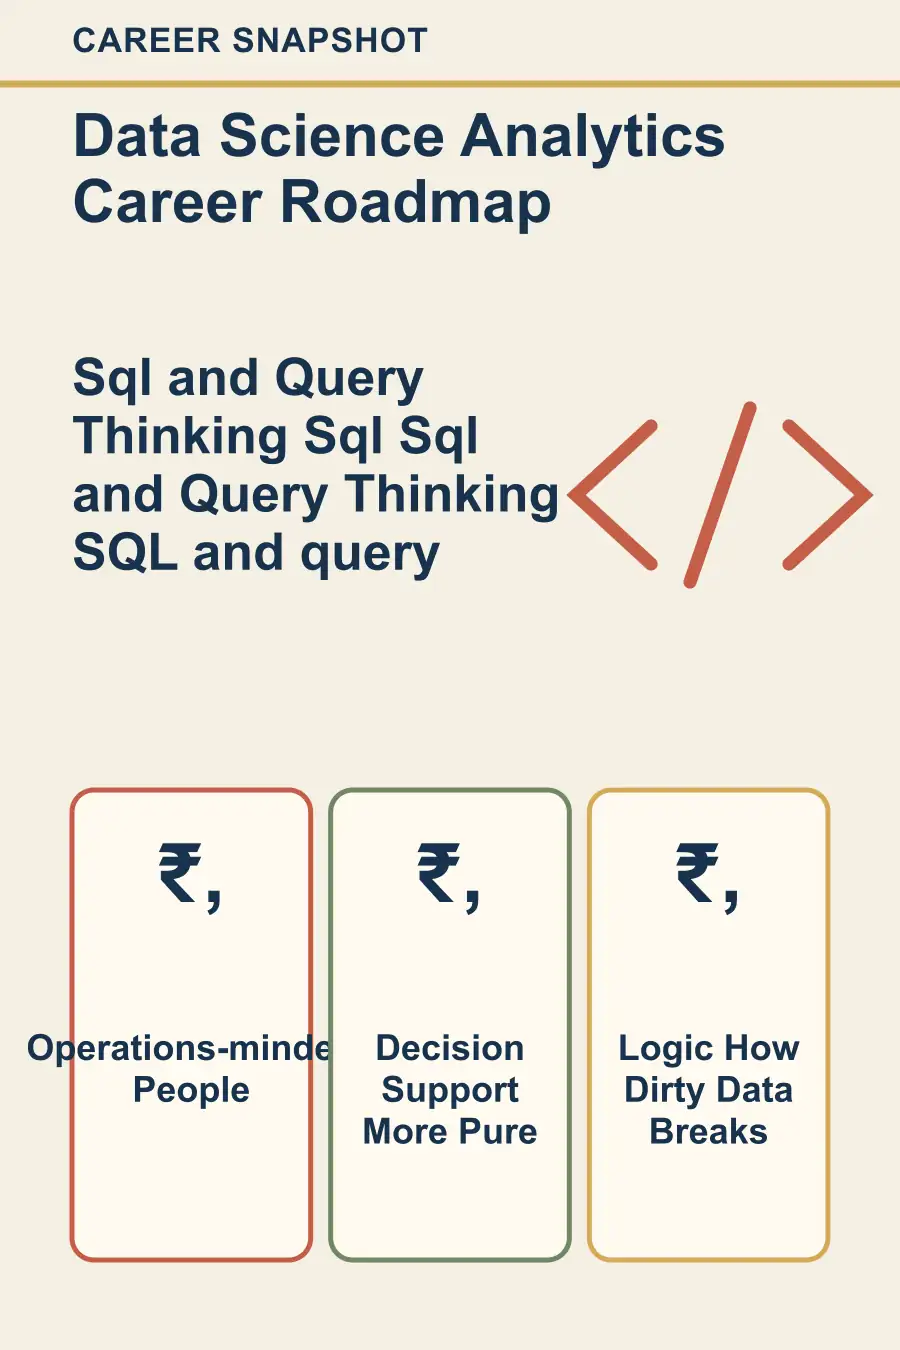 CAREER SNAPSHOT
Data Science Analytics
Career Roadmap
Sql and Query
Thinking Sql Sql
and Query Thinking
SQL and query
₹,
Operations-minde
People
₹,
Decision
Support
More Pure
₹,
Logic How
Dirty Data
Breaks